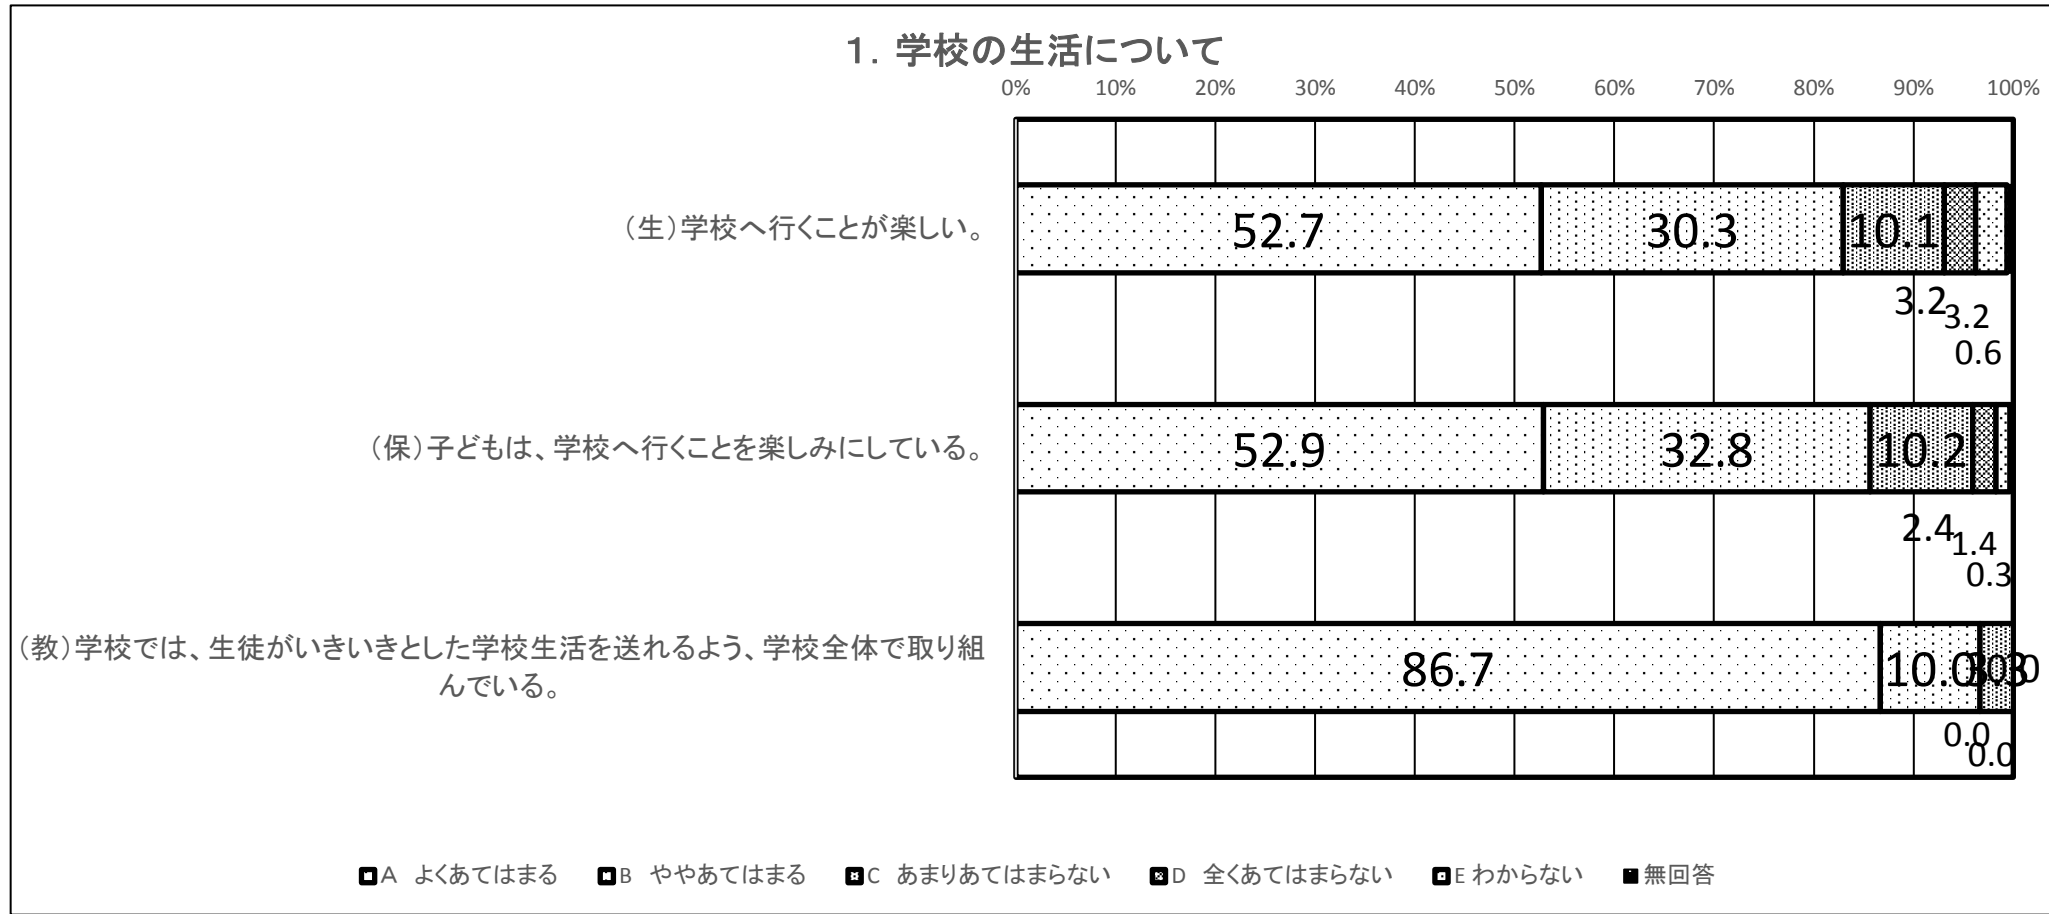 １．学校の生活について
0% 10% 20% 30% 40% 50% 60% 70% 80% 90% 100%
（生）学校へ行くことが楽しい。
52.7 30.3 10.1
3.2 3.2
0.6
（保）子どもは、学校へ行くことを楽しみにしている。
52.9 32.8 10.2
2.4 1.4
0.3
（教）学校では、生徒がいきいきとした学校生活を送れるよう、学校全体で取り組
んでいる。
86.7 10.0 3.3 0.0
0.0
0.0
A よくあてはまる B ややあてはまる C あまりあてはまらない D 全くあてはまらない E わからない 無回答